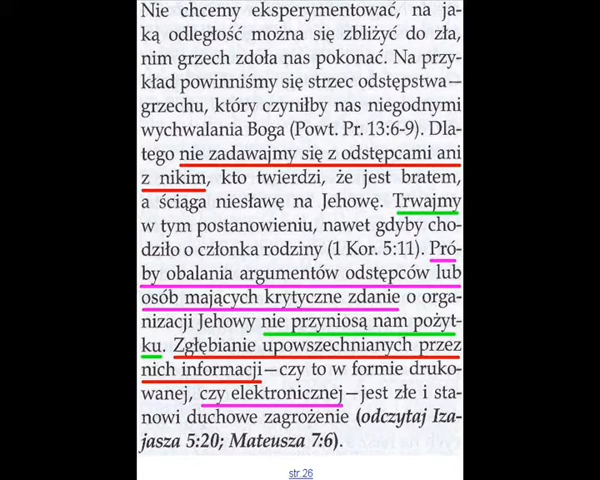 Nie chcemy eksperymentować, na ja-
ką odległość można się zbliżyć do zła,
nim grzech zdoła nas pokonać. Na przy-
kład powinniśmy się strzec odstępstwa—
grzechu, który czyniłby nas niegodnymi
wychwalania Boga (Powt. Pr. 13:6-9). Dla-
tego nie zadawajmy się z odstępcami ani
z nikim, kto twierdzi, że jest bratem,
a ściąga niesławę na Jehowę. Trwajmy
w tym postanowieniu, nawet gdyby cho-
dziło o członka rodziny (1 Kor. 5:11). Pró-
by obalania argumentów odstępców lub
osób mających krytyczne zdanie o orga-
nizacji Jehowy nie przyniosą nam pożyt-
ku. Zgłębianie upowszechnianych przez
nich informacji—czy to w formie druko-
wanej, czy elektronicznej—jest złe i sta-
nowi duchowe zagrożenie (odczytaj Iza-
jasza 5:20; Mateusza 7:6).
str.26